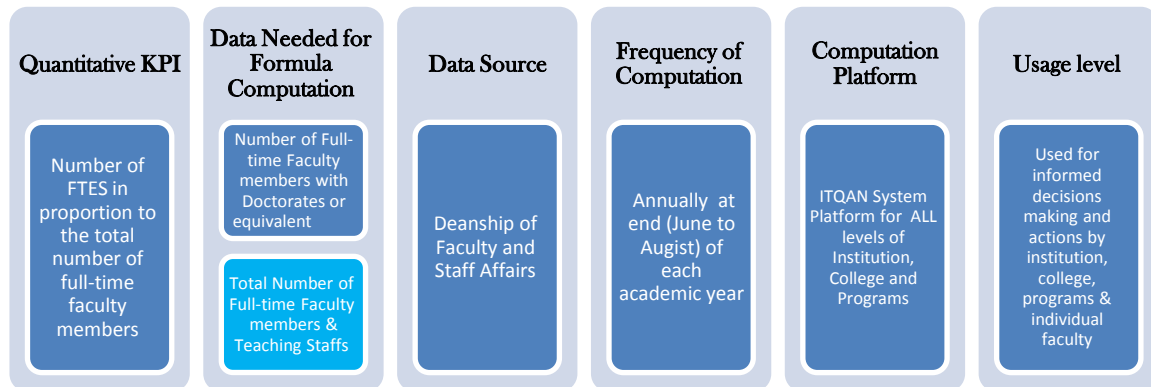 Quantitative KPI
Number of
FTES in
proportion to
the total
number of
full-time
faculty
members
Data Needed for
Formula
Computation
Number of Full-
time Faculty
members with
Doctorates or
equivalent
Total Number of
Full-time Faculty
members &
Teaching Staffs
Data Source
Deanship of
Faculty and
Staff Affairs
Frequency of
Computation
Annually at
end (June to
Augist) of
each
academic year
Computation
Platform
ITQAN System
Platform for ALL
levels of
Institution,
College and
Programs
Usage level
Used for
informed
decisions
making and
actions by
institution,
college,
programs &
individual
faculty